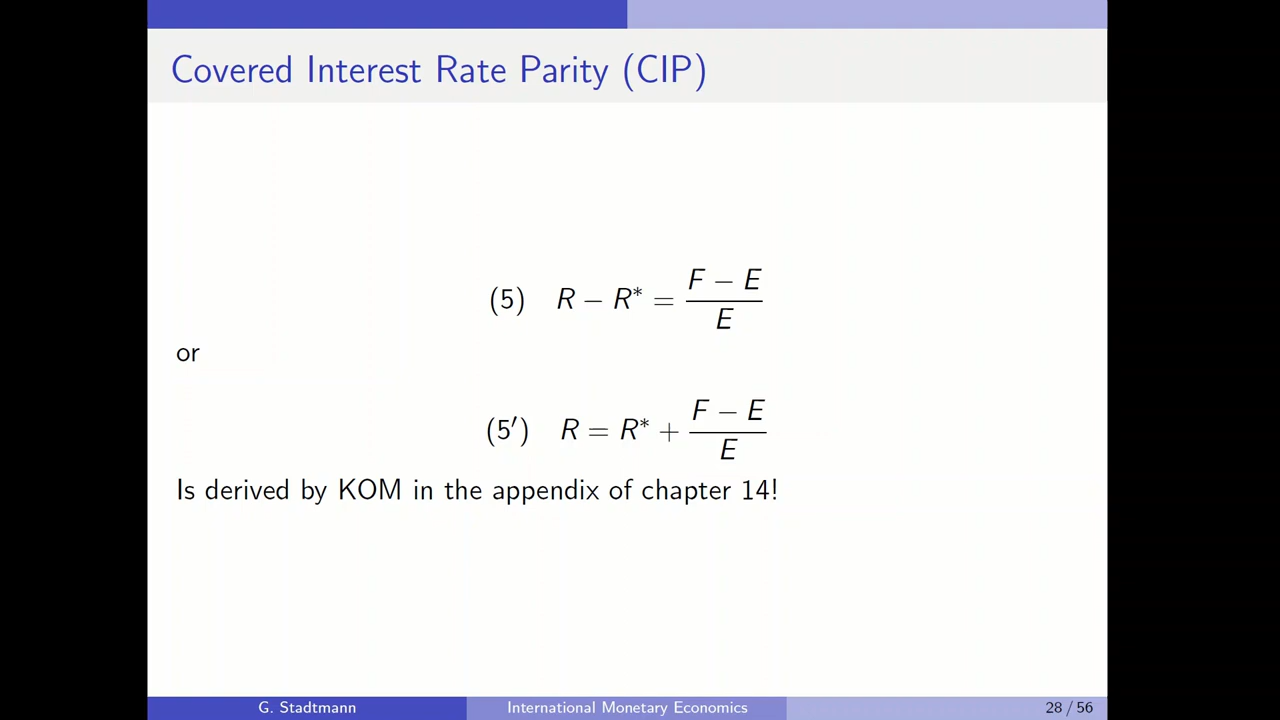 Covered Interest Rate Parity (CIP)
(5) R − R* = (F − E) / E
or
(5′) R = R* + (F − E) / E
Is derived by KOM in the appendix of chapter 14!
G. Stadtmann International Monetary Economics 28 / 56